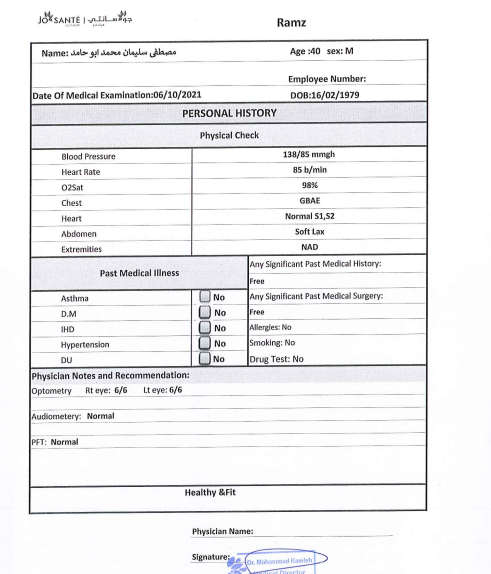 JO SANTÉ | جوسانتي
Ramz
Name: مصطفى سليمان محمد ابو حامد Age :40 sex: M
Employee Number:
Date Of Medical Examination:06/10/2021 DOB:16/02/1979
PERSONAL HISTORY
Physical Check
Blood Pressure 138/85 mmgh
Heart Rate 85 b/min
O2Sat 98%
Chest GBAE
Heart Normal S1,S2
Abdomen Soft Lax
Extremities NAD
Past Medical Illness
Any Significant Past Medical History:
Free
Asthma No Any Significant Past Medical Surgery:
D.M No Free
IHD No Allergies: No
Hypertension No Smoking: No
DU No Drug Test: No
Physician Notes and Recommendation:
Optometry Rt eye: 6/6 Lt eye: 6/6
Audiometery: Normal
PFT: Normal
Healthy &Fit
Physician Name:
Signature:
Dr. Mohammad Kamleh
Medical Director